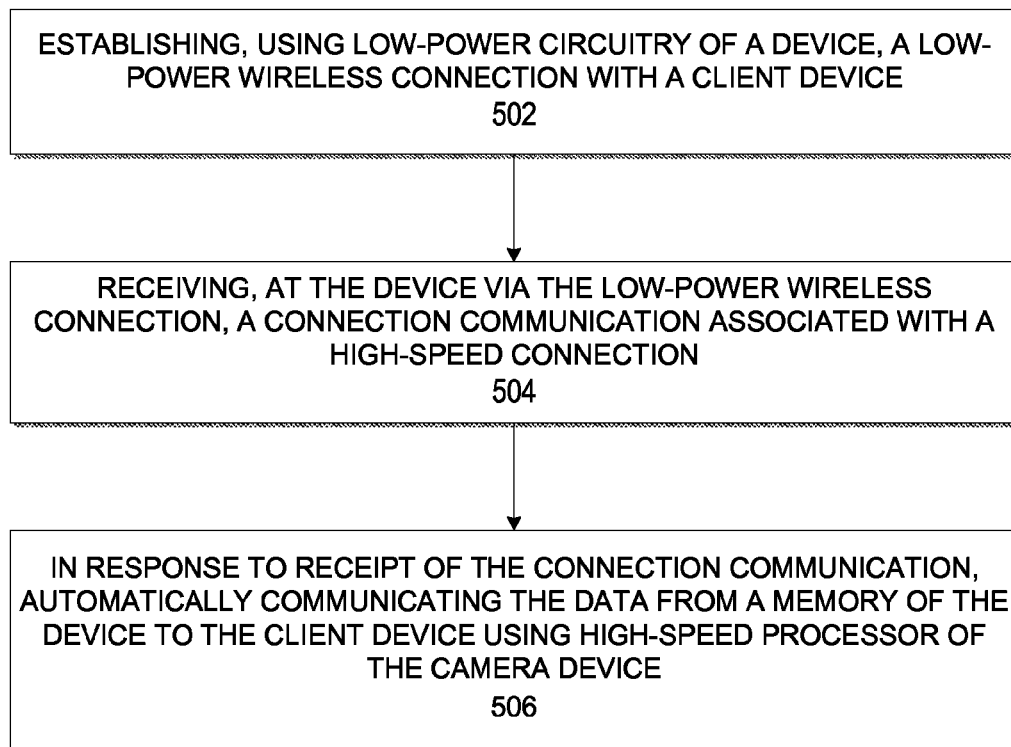 ESTABLISHING, USING LOW-POWER CIRCUITRY OF A DEVICE, A LOW-
POWER WIRELESS CONNECTION WITH A CLIENT DEVICE
502
RECEIVING, AT THE DEVICE VIA THE LOW-POWER WIRELESS
CONNECTION, A CONNECTION COMMUNICATION ASSOCIATED WITH A
HIGH-SPEED CONNECTION
504
IN RESPONSE TO RECEIPT OF THE CONNECTION COMMUNICATION,
AUTOMATICALLY COMMUNICATING THE DATA FROM A MEMORY OF THE
DEVICE TO THE CLIENT DEVICE USING HIGH-SPEED PROCESSOR OF
THE CAMERA DEVICE
506